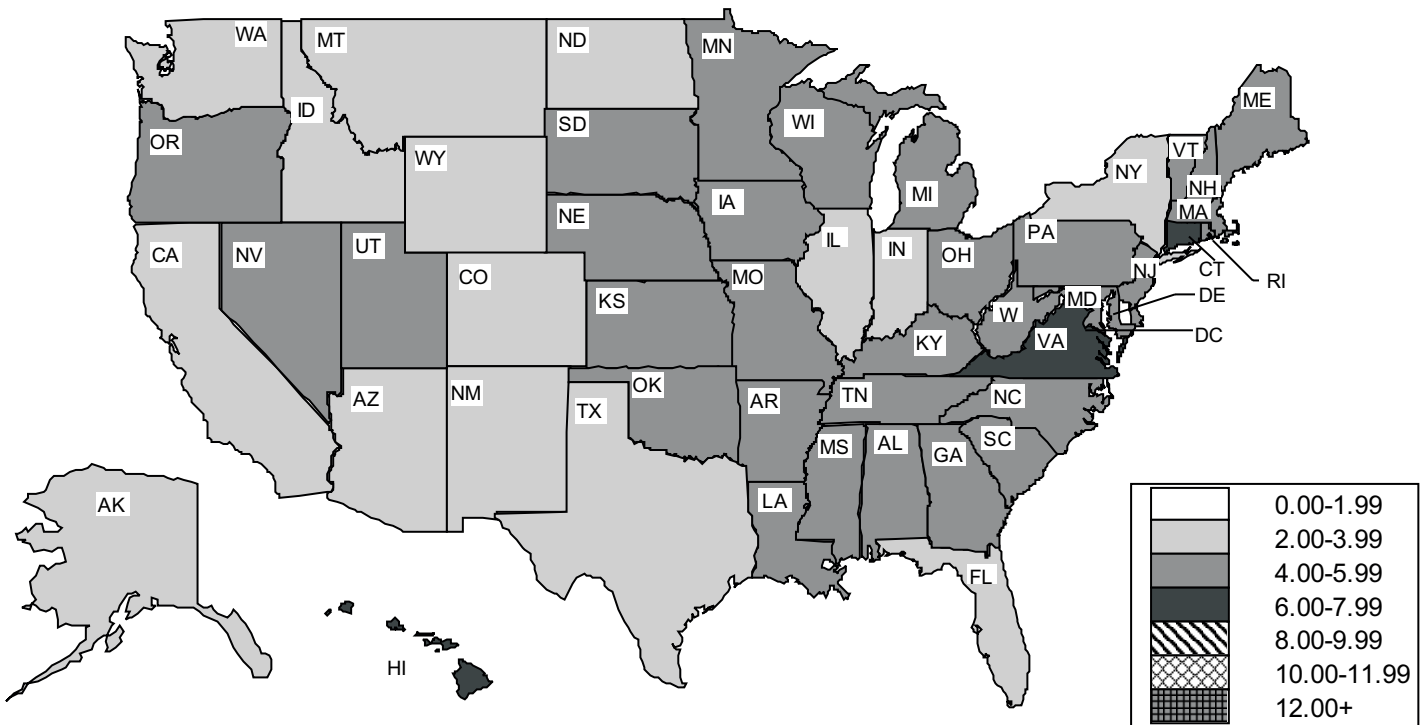 WA
MT
ND
MN
ME
ID
SD
WI
OR
VT
WY
NY
MI
NH
IA
MA
NE
PA
IL
IN
OH
CA
NV
UT
CO
MO
NJ
CT
RI
KS
MD
DE
W
DC
VA
KY
OK
NC
AZ
NM
TX
AR
TN
SC
MS
AL
GA
LA
AK
FL
HI
0.00-1.99
2.00-3.99
4.00-5.99
6.00-7.99
8.00-9.99
10.00-11.99
12.00+